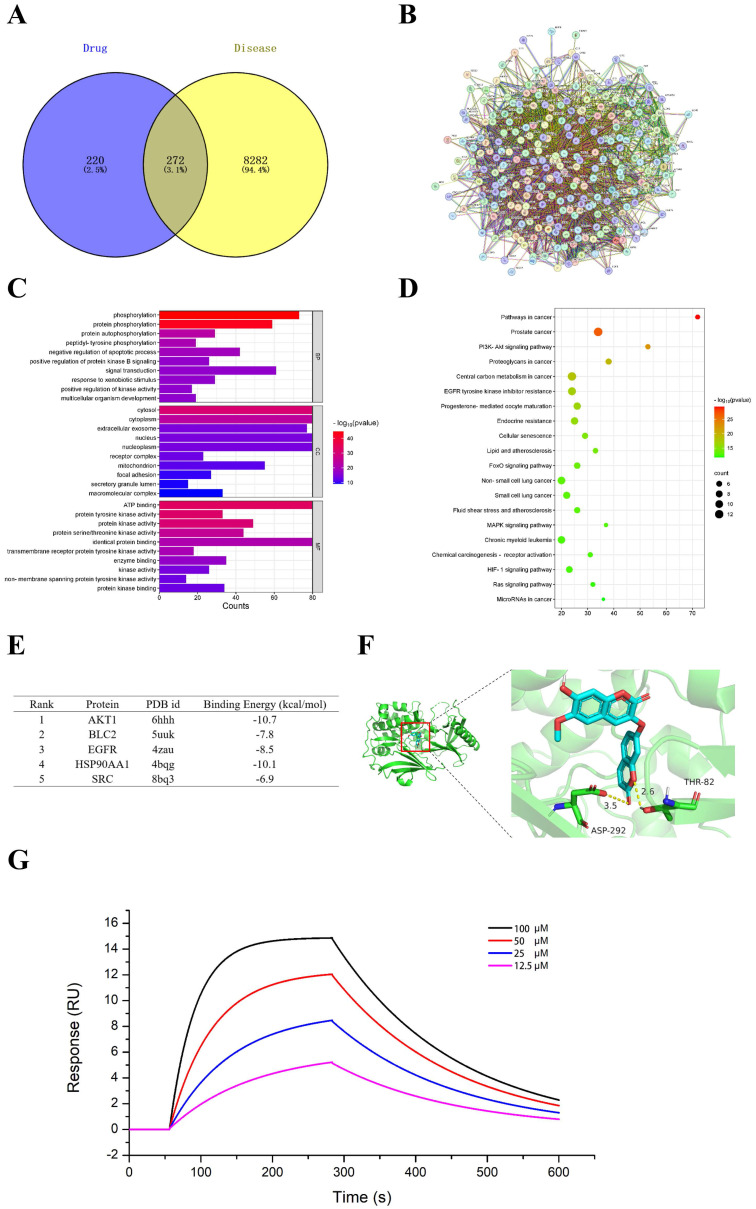 A
Drug Disease
220 272 8282
(2.5%) (3.1%) (94.4%)
B
C
phosphorylation
protein phosphorylation
protein autophosphorylation
peptidyl- tyrosine phosphorylation
negative regulation of apoptotic process
positive regulation of protein kinase B signaling
signal transduction
response to xenobiotic stimulus
positive regulation of kinase activity
multicellular organism development
BP
cytosol
cytoplasm
extracellular exosome
nucleus
nucleoplasm
receptor complex
mitochondrion
focal adhesion
secretory granule lumen
macromolecular complex
CC
ATP binding
protein tyrosine kinase activity
protein kinase activity
protein serine/threonine kinase activity
identical protein binding
transmembrane receptor protein tyrosine kinase activity
enzyme binding
kinase activity
non- membrane spanning protein tyrosine kinase activity
protein kinase binding
MF
0 20 40 60 80
Counts
- log10(pvalue)
40
30
20
10
D
Pathways in cancer
Prostate cancer
PI3K- Akt signaling pathway
Proteoglycans in cancer
Central carbon metabolism in cancer
EGFR tyrosine kinase inhibitor resistance
Progesterone- mediated oocyte maturation
Endocrine resistance
Cellular senescence
Lipid and atherosclerosis
FoxO signaling pathway
Non- small cell lung cancer
Small cell lung cancer
Fluid shear stress and atherosclerosis
MAPK signaling pathway
Chronic myeloid leukemia
Chemical carcinogenesis - receptor activation
HIF- 1 signaling pathway
Ras signaling pathway
MicroRNAs in cancer
20 30 40 50 60 70
- log10(pvalue)
25
20
15
count
6
8
10
12
E
Rank Protein PDB id Binding Energy (kcal/mol)
1 AKT1 6hhh -10.7
2 BLC2 5uuk -7.8
3 EGFR 4zau -8.5
4 HSP90AA1 4bqg -10.1
5 SRC 8bq3 -6.9
F
THR-82
2.6
3.5
ASP-292
G
Response (RU)
16
14
12
10
8
6
4
2
0
-2
0 100 200 300 400 500 600
Time (s)
100 μM
50 μM
25 μM
12.5 μM